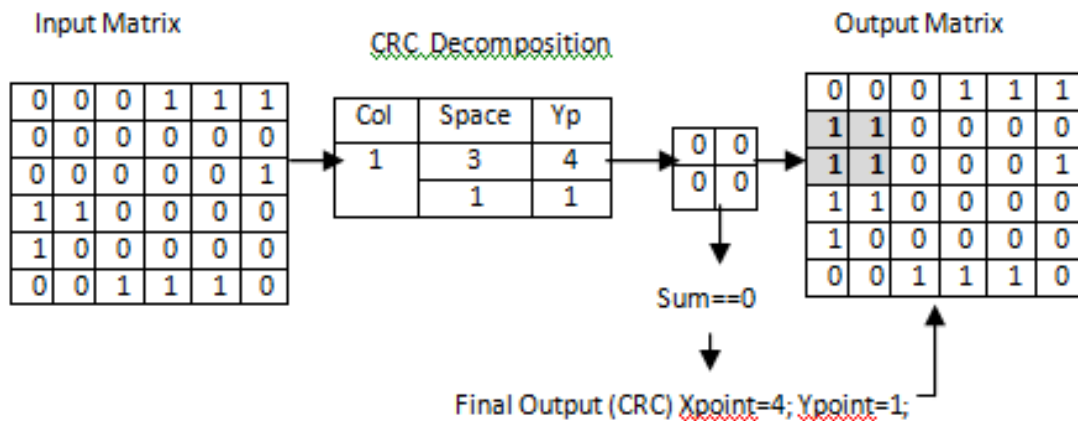 Input Matrix
CRC Decomposition
Output Matrix
0 0 0 1 1 1
0 0 0 0 0 0
0 0 0 0 0 1
1 1 0 0 0 0
1 0 0 0 0 0
0 0 1 1 1 0
Col Space Yp
1 3 4
1 1
0 0
0 0
0 0 0 1 1 1
1 1 0 0 0 0
1 1 0 0 0 1
1 1 0 0 0 0
1 0 0 0 0 0
0 0 1 1 1 0
Sum==0
Final Output (CRC) Xpoint=4; Ypoint=1;